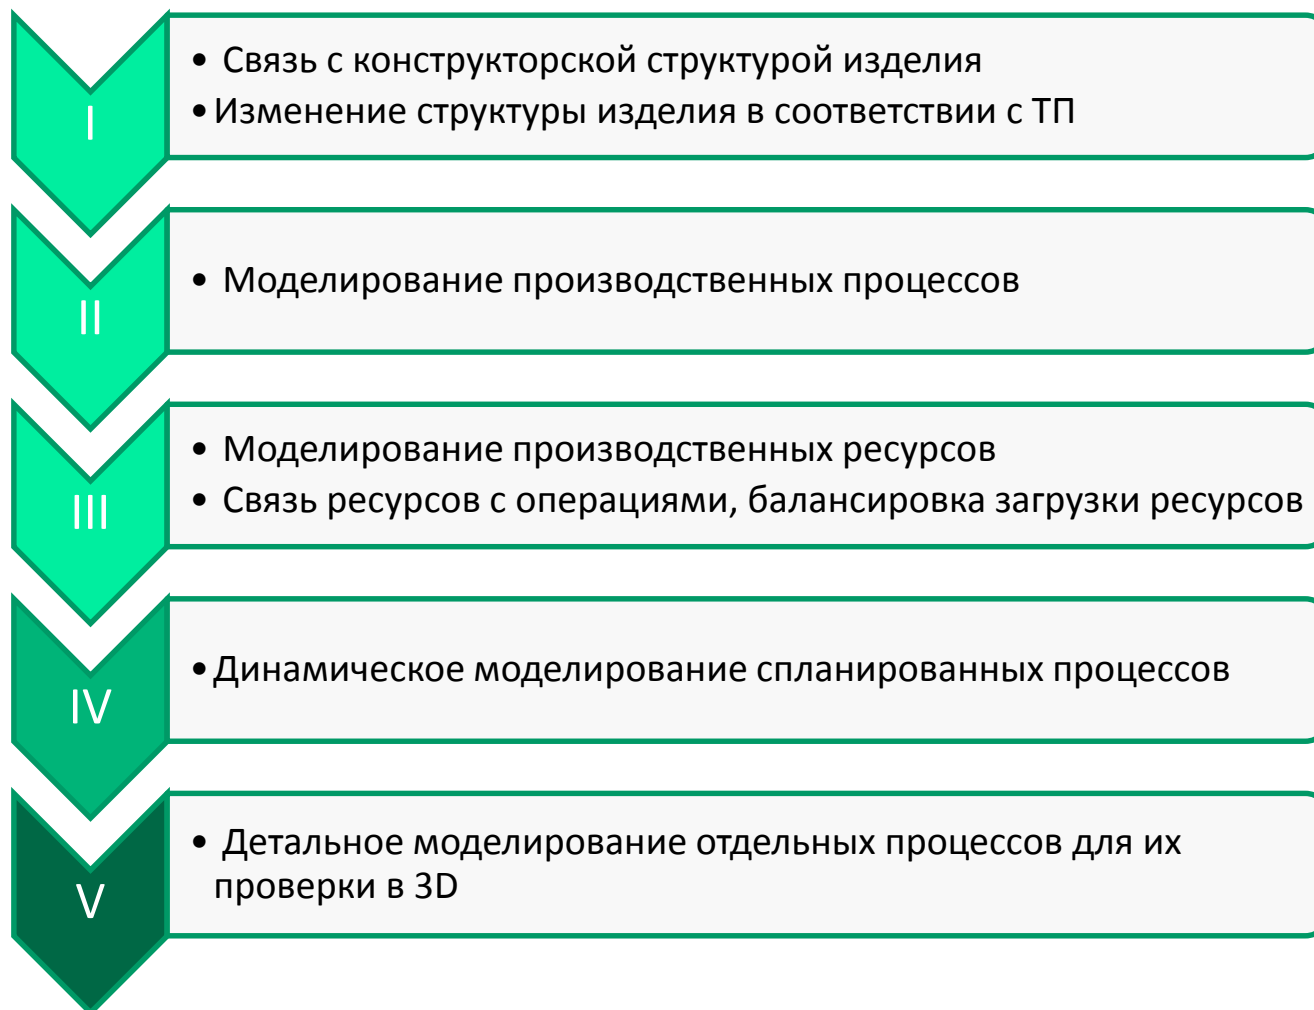 I
• Связь с конструкторской структурой изделия
• Изменение структуры изделия в соответствии с ТП
II
• Моделирование производственных процессов
III
• Моделирование производственных ресурсов
• Связь ресурсов с операциями, балансировка загрузки ресурсов
IV
• Динамическое моделирование спланированных процессов
V
• Детальное моделирование отдельных процессов для их
проверки в 3D